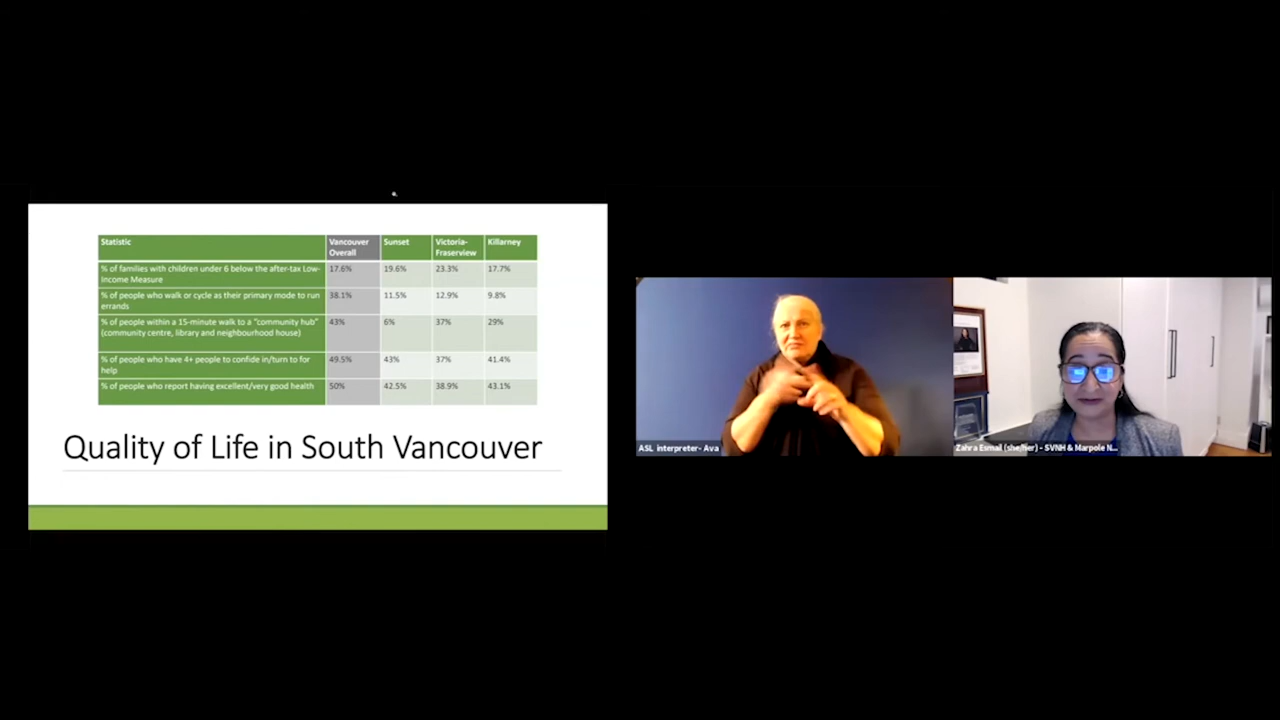 Statistic Vancouver Overall Sunset Victoria-Fraserview Killarney
% of families with children under 6 below the after-tax Low-Income Measure 17.6% 19.6% 23.3% 17.7%
% of people who walk or cycle as their primary mode to run errands 38.1% 11.5% 12.9% 9.8%
% of people within a 15-minute walk to a "community hub" (community centre, library and neighbourhood house) 43% 6% 37% 29%
% of people who have 4+ people to confide in/turn to for help 49.5% 43% 37% 41.4%
% of people who report having excellent/very good health 50% 42.5% 38.9% 43.1%
Quality of Life in South Vancouver
ASL interpreter- Ava
Zahra Esmail (she/her) - SVNH & Marpole N...